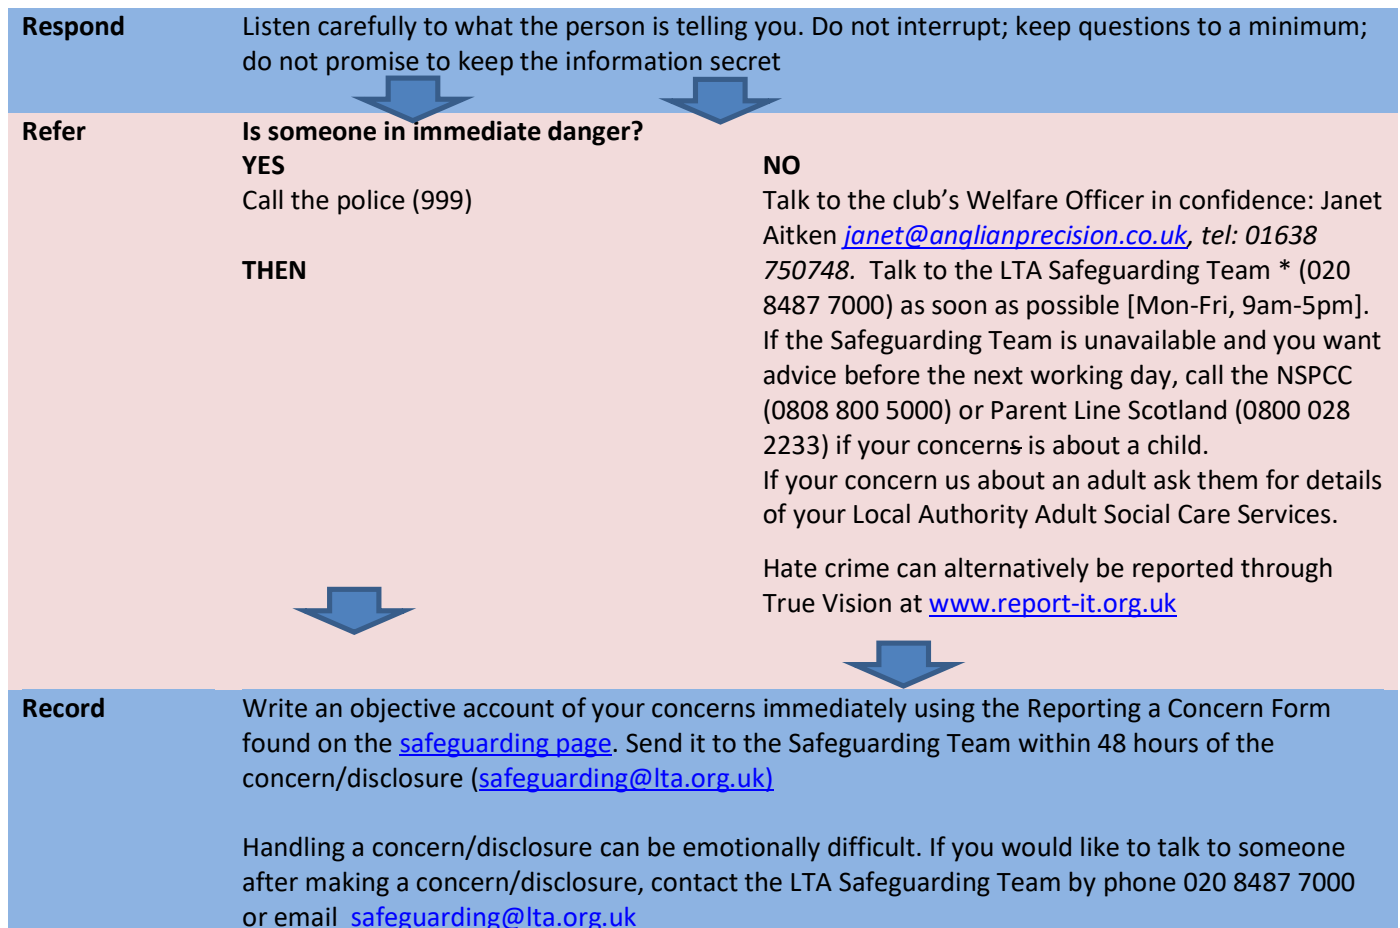 Respond
Listen carefully to what the person is telling you. Do not interrupt; keep questions to a minimum;
do not promise to keep the information secret
Refer
Is someone in immediate danger?
YES
Call the police (999)
THEN
NO
Talk to the club’s Welfare Officer in confidence: Janet
Aitken janet@anglianprecision.co.uk, tel: 01638
750748. Talk to the LTA Safeguarding Team * (020
8487 7000) as soon as possible [Mon-Fri, 9am-5pm].
If the Safeguarding Team is unavailable and you want
advice before the next working day, call the NSPCC
(0808 800 5000) or Parent Line Scotland (0800 028
2233) if your concerns is about a child.
If your concern us about an adult ask them for details
of your Local Authority Adult Social Care Services.
Hate crime can alternatively be reported through
True Vision at www.report-it.org.uk
Record
Write an objective account of your concerns immediately using the Reporting a Concern Form
found on the safeguarding page. Send it to the Safeguarding Team within 48 hours of the
concern/disclosure (safeguarding@lta.org.uk)
Handling a concern/disclosure can be emotionally difficult. If you would like to talk to someone
after making a concern/disclosure, contact the LTA Safeguarding Team by phone 020 8487 7000
or email safeguarding@lta.org.uk